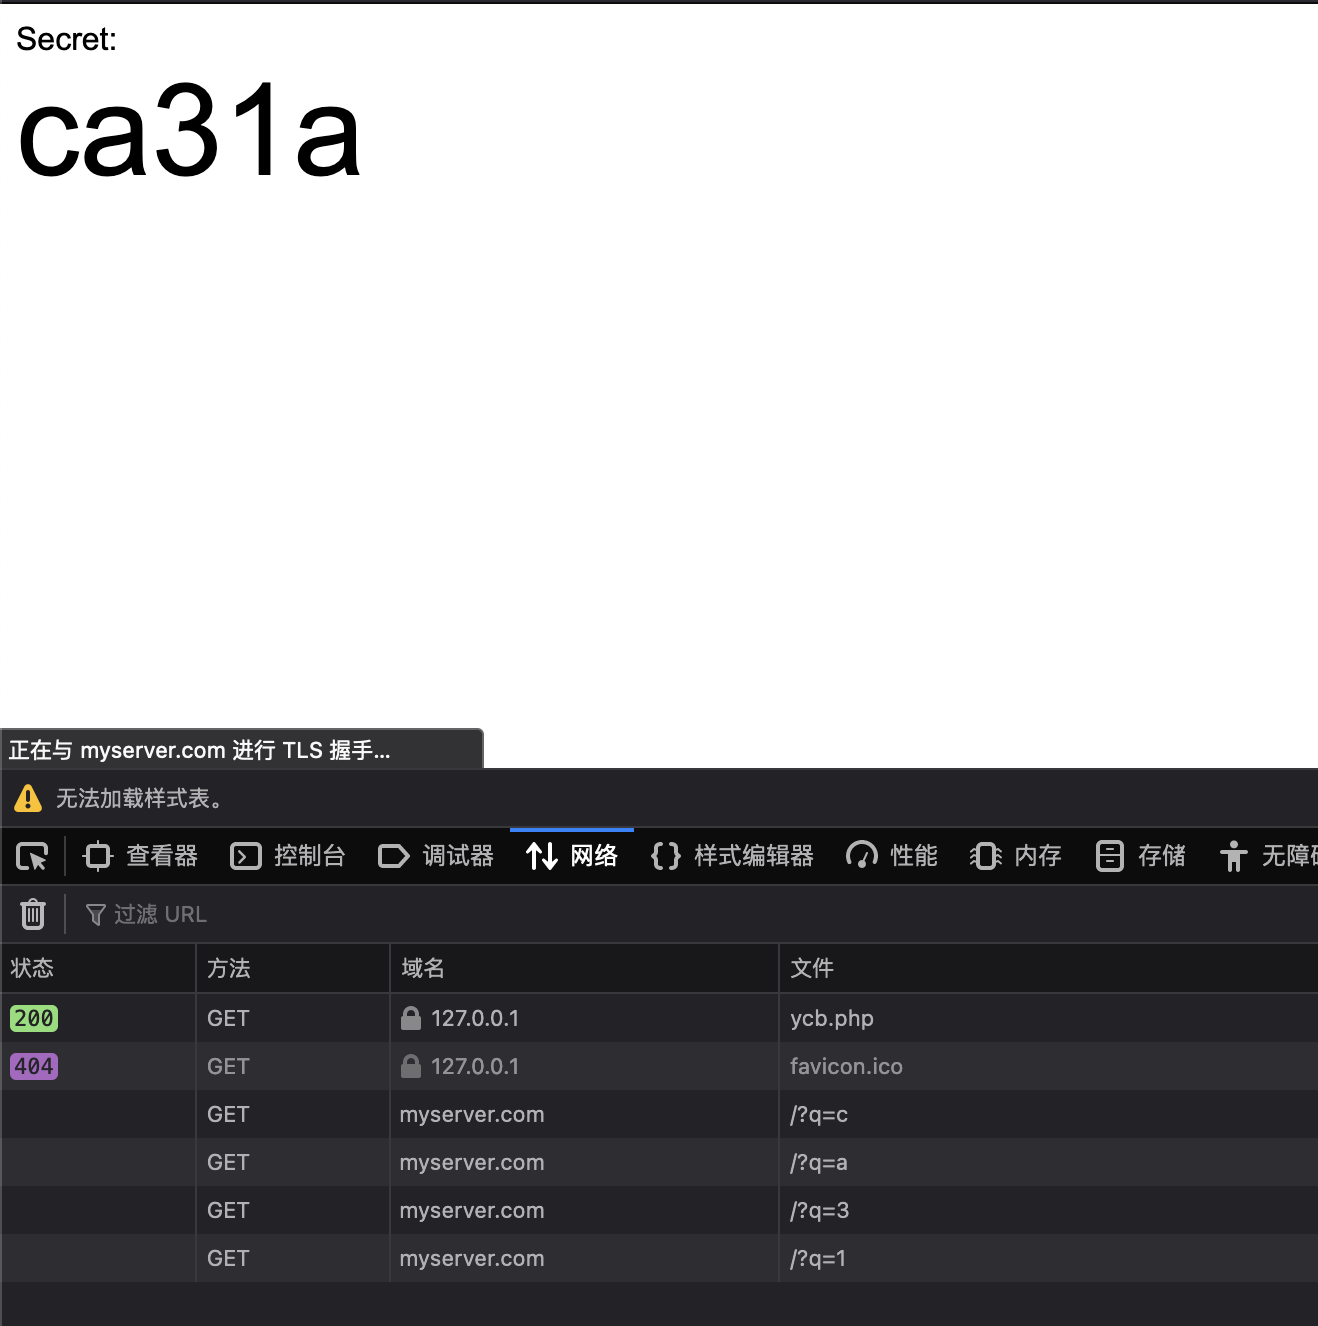 Secret:
ca31a
正在与 myserver.com 进行 TLS 握手...
无法加载样式表。
查看器 控制台 调试器 网络 样式编辑器 性能 内存 存储 无障
过滤 URL
状态 方法 域名 文件
200 GET 127.0.0.1 ycb.php
404 GET 127.0.0.1 favicon.ico
GET myserver.com /?q=c
GET myserver.com /?q=a
GET myserver.com /?q=3
GET myserver.com /?q=1